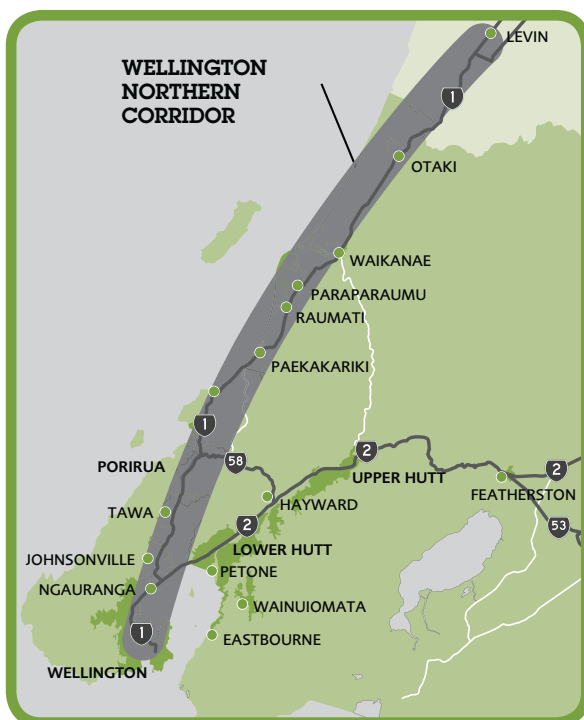 LEVIN
WELLINGTON
NORTHERN
CORRIDOR
1
OTAKI
WAIKANAE
PARAPARAUMU
RAUMATI
PAEKAKARIKI
1
2
58
PORIRUA
UPPER HUTT
2
FEATHERSTON
HAYWARD
TAWA
2
53
LOWER HUTT
JOHNSONVILLE
PETONE
NGAURANGA
WAINUIOMATA
1
EASTBOURNE
WELLINGTON